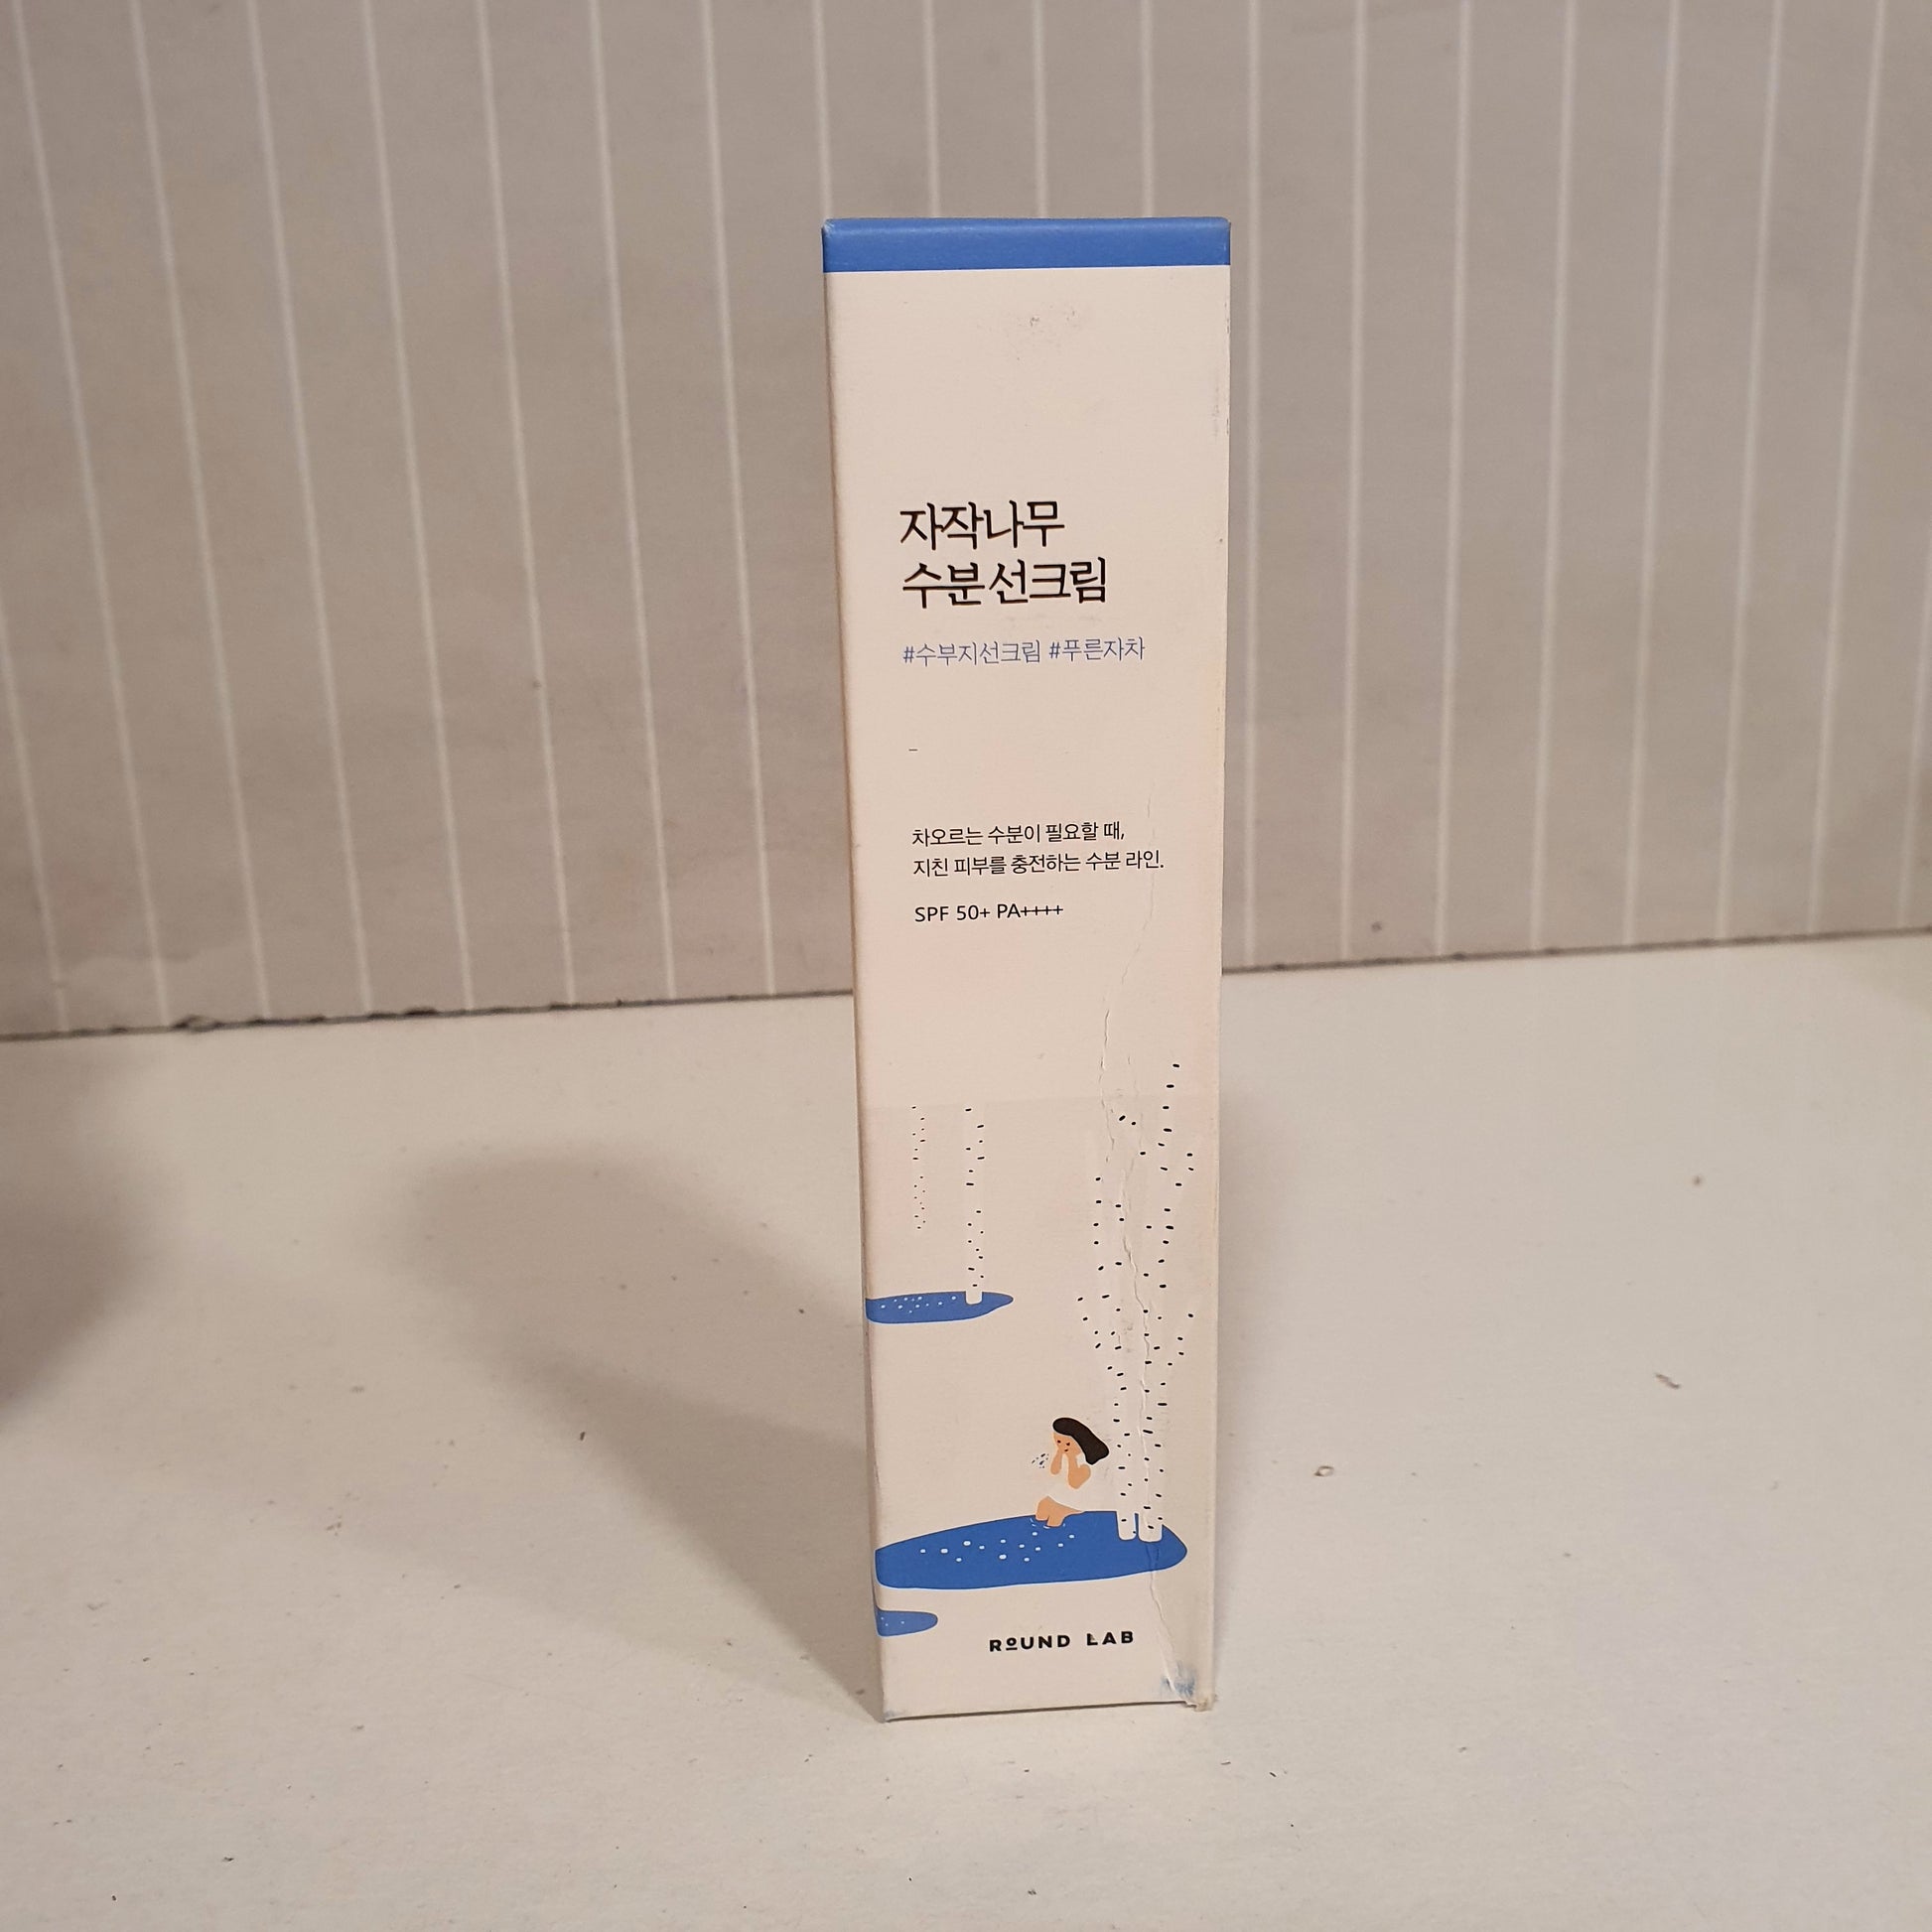 자작나무
수분 선크림
#수부지선크림 #푸른자차
차오르는 수분이 필요할 때,
지친 피부를 충전하는 수분 라인.
SPF 50+ PA++++
ROUND LAB